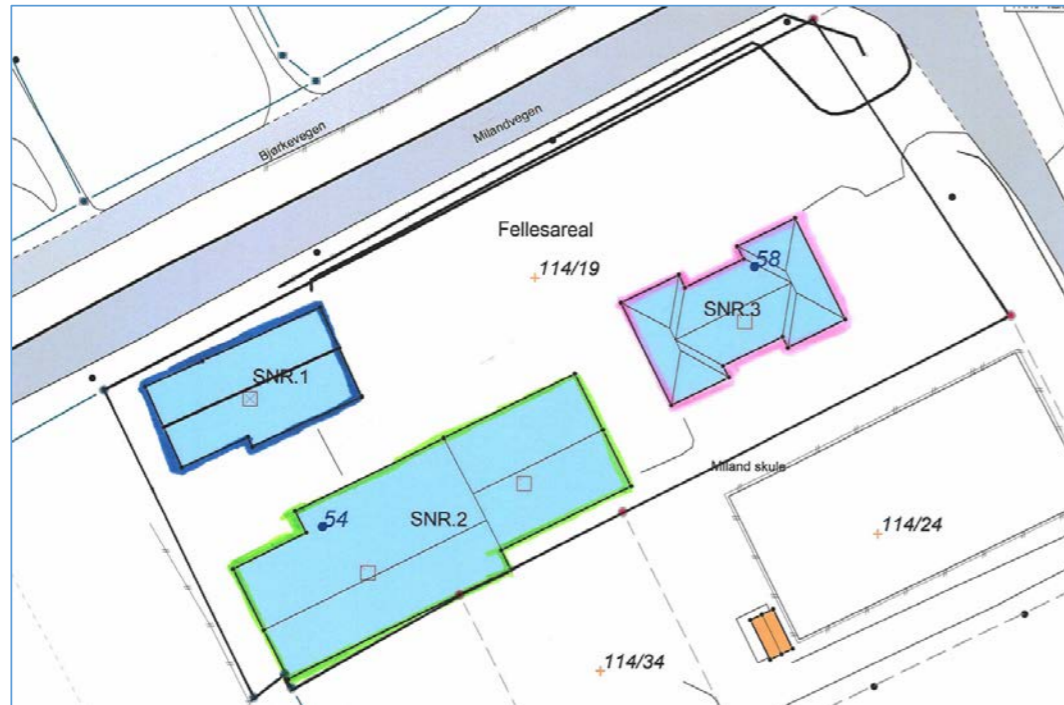 Bjørkevegen
Milandvegen
Fellesareal
114/19
58
SNR.3
SNR.1
Miland skule
54
SNR.2
114/24
114/34